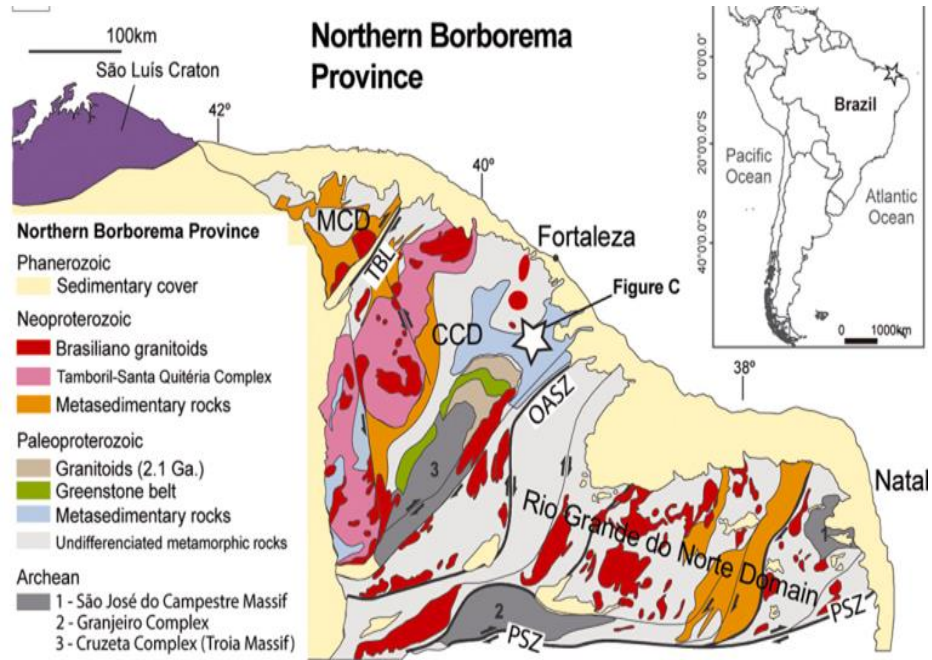 100km
Northern Borborema
Province
São Luís Craton
42º
40º
38º
MCD
TBL
CCD
Fortaleza
Figure C
OASZ
Natal
Rio Grande do Norte Domain
PSZ
PSZ
3
2
1
Northern Borborema Province
Phanerozoic
Sedimentary cover
Neoproterozoic
Brasiliano granitoids
Tamboril-Santa Quitéria Complex
Metasedimentary rocks
Paleoproterozoic
Granitoids (2.1 Ga.)
Greenstone belt
Metasedimentary rocks
Undifferenciated metamorphic rocks
Archean
1 - São José do Campestre Massif
2 - Granjeiro Complex
3 - Cruzeta Complex (Troia Massif)
0°0'0.0"
20°0'0.0"S
40°0'0.0"S
Brazil
Pacific
Ocean
Atlantic
Ocean
0 1000km